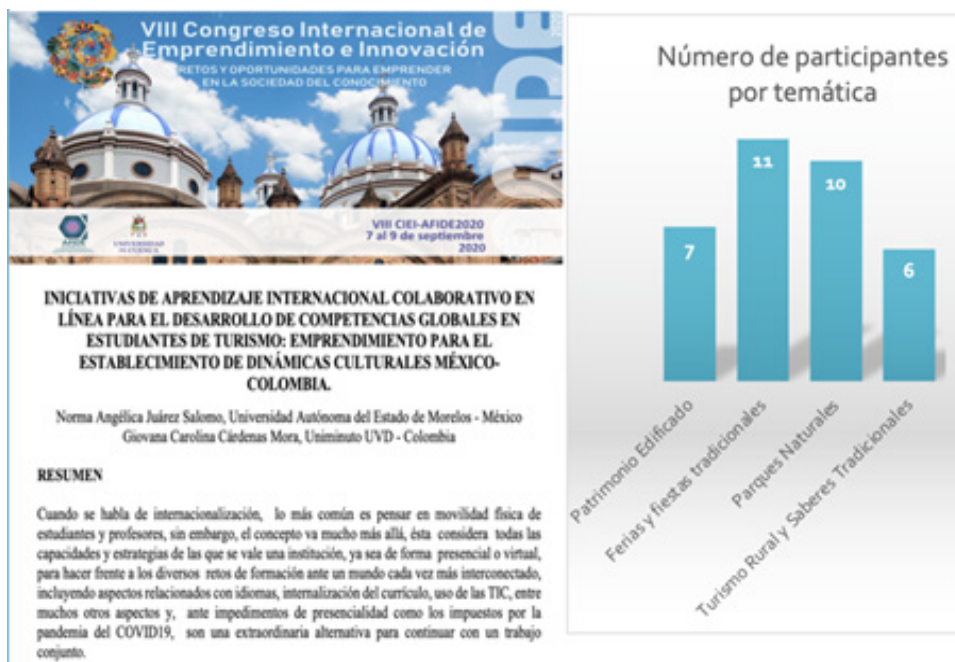 VIII Congreso Internacional de
Emprendimiento e Innovación
RETOS Y OPORTUNIDADES PARA EMPRENDER
EN LA SOCIEDAD DEL CONOCIMIENTO
AFIDE
UNIVERSIDAD
DE CUENCA
VIII CIEI-AFIDE2020
7 al 9 de septiembre
2020
INICIATIVAS DE APRENDIZAJE INTERNACIONAL COLABORATIVO EN
LÍNEA PARA EL DESARROLLO DE COMPETENCIAS GLOBALES EN
ESTUDIANTES DE TURISMO: EMPRENDIMIENTO PARA EL
ESTABLECIMIENTO DE DINÁMICAS CULTURALES MÉXICO-
COLOMBIA.
Norma Angélica Juárez Salomo, Universidad Autónoma del Estado de Morelos - México
Giovana Carolina Cárdenas Mora, Uniminuto UVD - Colombia
RESUMEN
Cuando se habla de internacionalización, lo más común es pensar en movilidad física de
estudiantes y profesores, sin embargo, el concepto va mucho más allá, ésta considera todas las
capacidades y estrategias de las que se vale una institución, ya sea de forma presencial o virtual,
para hacer frente a los diversos retos de formación ante un mundo cada vez más interconectado,
incluyendo aspectos relacionados con idiomas, internalización del currículo, uso de las TIC, entre
muchos otros aspectos y, ante impedimentos de presencialidad como los impuestos por la
pandemia del COVID19, son una extraordinaria alternativa para continuar con un trabajo
conjunto.
Número de participantes
por temática
7
11
10
6
Patrimonio Edificado
Ferias y fiestas tradicionales
Parques Naturales
Turismo Rural y Saberes Tradicionales